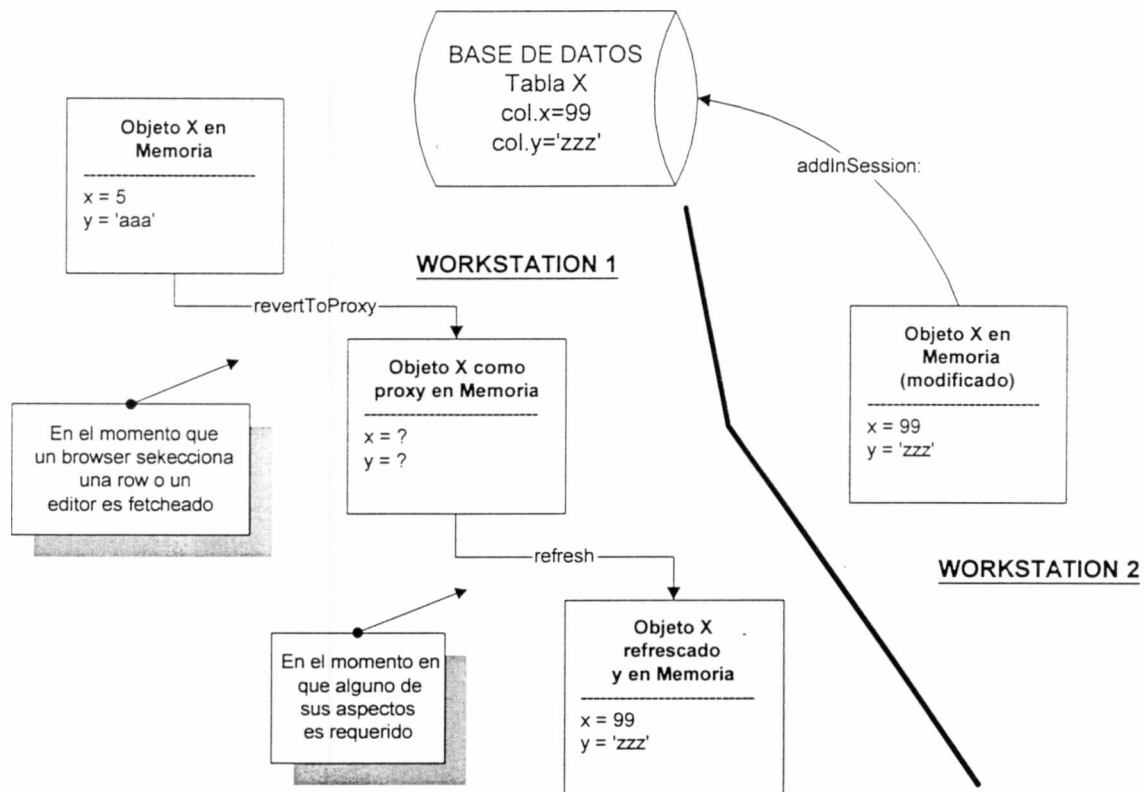 BASE DE DATOS
Tabla X
col.x=99
col.y='zzz'
Objeto X en
Memoria
x = 5
y = 'aaa'
addInSession:
WORKSTATION 1
revertToProxy
Objeto X como
proxy en Memoria
x = ?
y = ?
Objeto X en
Memoria
(modificado)
x = 99
y = 'zzz'
En el momento que
un browser sekecciona
una row o un
editor es fetcheado
refresh
WORKSTATION 2
En el momento en
que alguno de
sus aspectos
es requerido
Objeto X
refrescado
y en Memoria
x = 99
y = 'zzz'